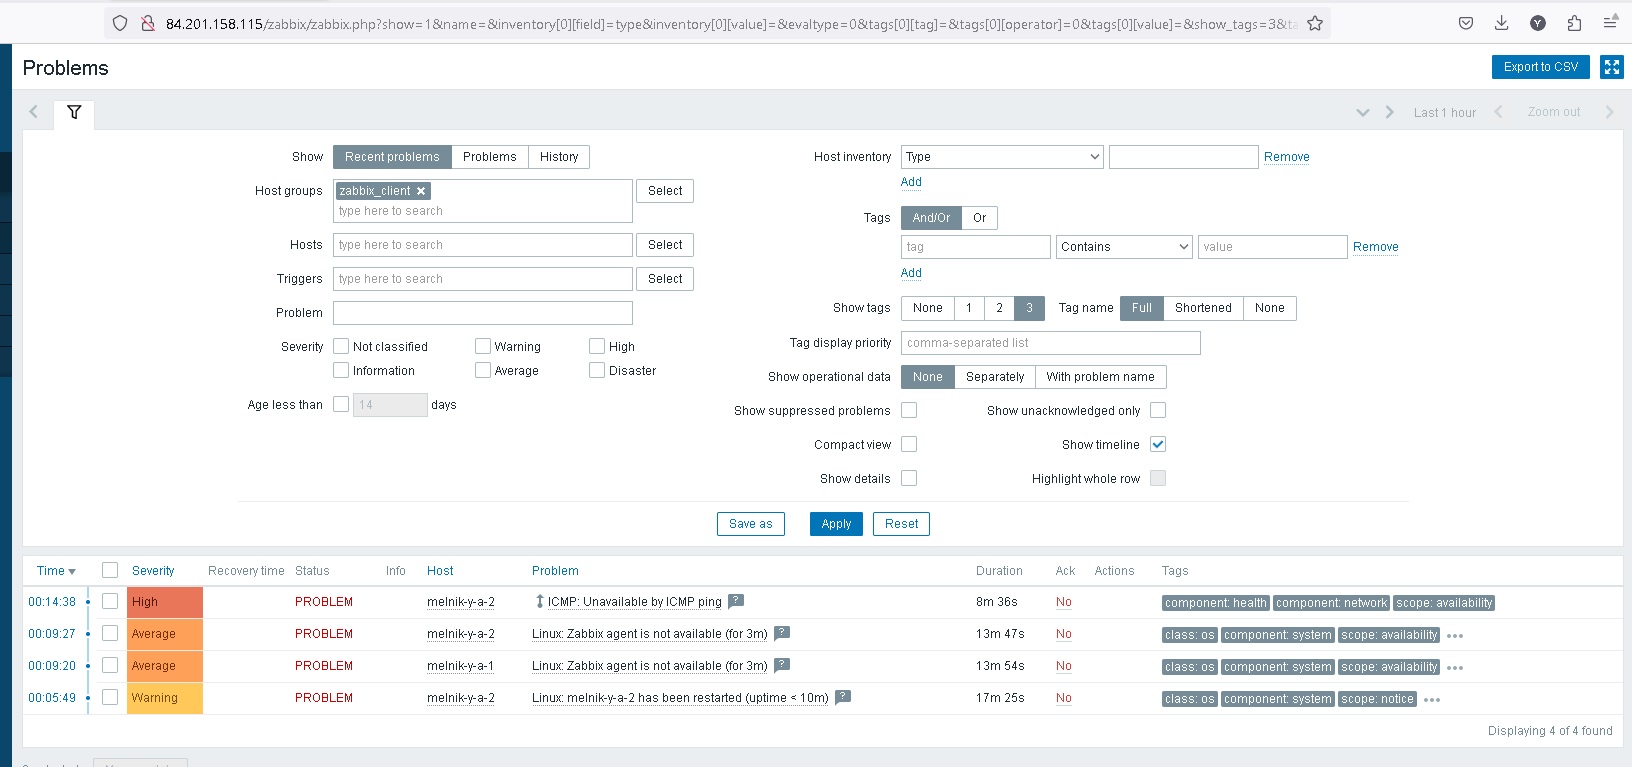 84.201.158.115/zabbix/zabbix.php?show=1&name=&inventory[0][field]=type&inventory[0][value]=&evaltype=0&tags[0][tag]=&tags[0][operator]=0&tags[0][value]=&show_tags=3&ta
Problems
Export to CSV
Last 1 hour
Zoom out
Show Recent problems Problems History
Host groups zabbix_client Select
type here to search
Hosts type here to search Select
Triggers type here to search Select
Problem
Severity Not classified Warning High
Information Average Disaster
Age less than 14 days
Host inventory Type Remove
Add
Tags And/Or Or
tag Contains value Remove
Add
Show tags None 1 2 3 Tag name Full Shortened None
Tag display priority comma-separated list
Show operational data None Separately With problem name
Show suppressed problems Show unacknowledged only
Compact view Show timeline
Show details Highlight whole row
Save as Apply Reset
Time Severity Recovery time Status Info Host Problem Duration Ack Actions Tags
00:14:38 High PROBLEM melnik-y-a-2 ICMP: Unavailable by ICMP ping ? 8m 36s No component: health component: network scope: availability
00:09:27 Average PROBLEM melnik-y-a-2 Linux: Zabbix agent is not available (for 3m) ? 13m 47s No class: os component: system scope: availability •••
00:09:20 Average PROBLEM melnik-y-a-1 Linux: Zabbix agent is not available (for 3m) ? 13m 54s No class: os component: system scope: availability •••
00:05:49 Warning PROBLEM melnik-y-a-2 Linux: melnik-y-a-2 has been restarted (uptime < 10m) ? 17m 25s No class: os component: system scope: notice •••
Displaying 4 of 4 found